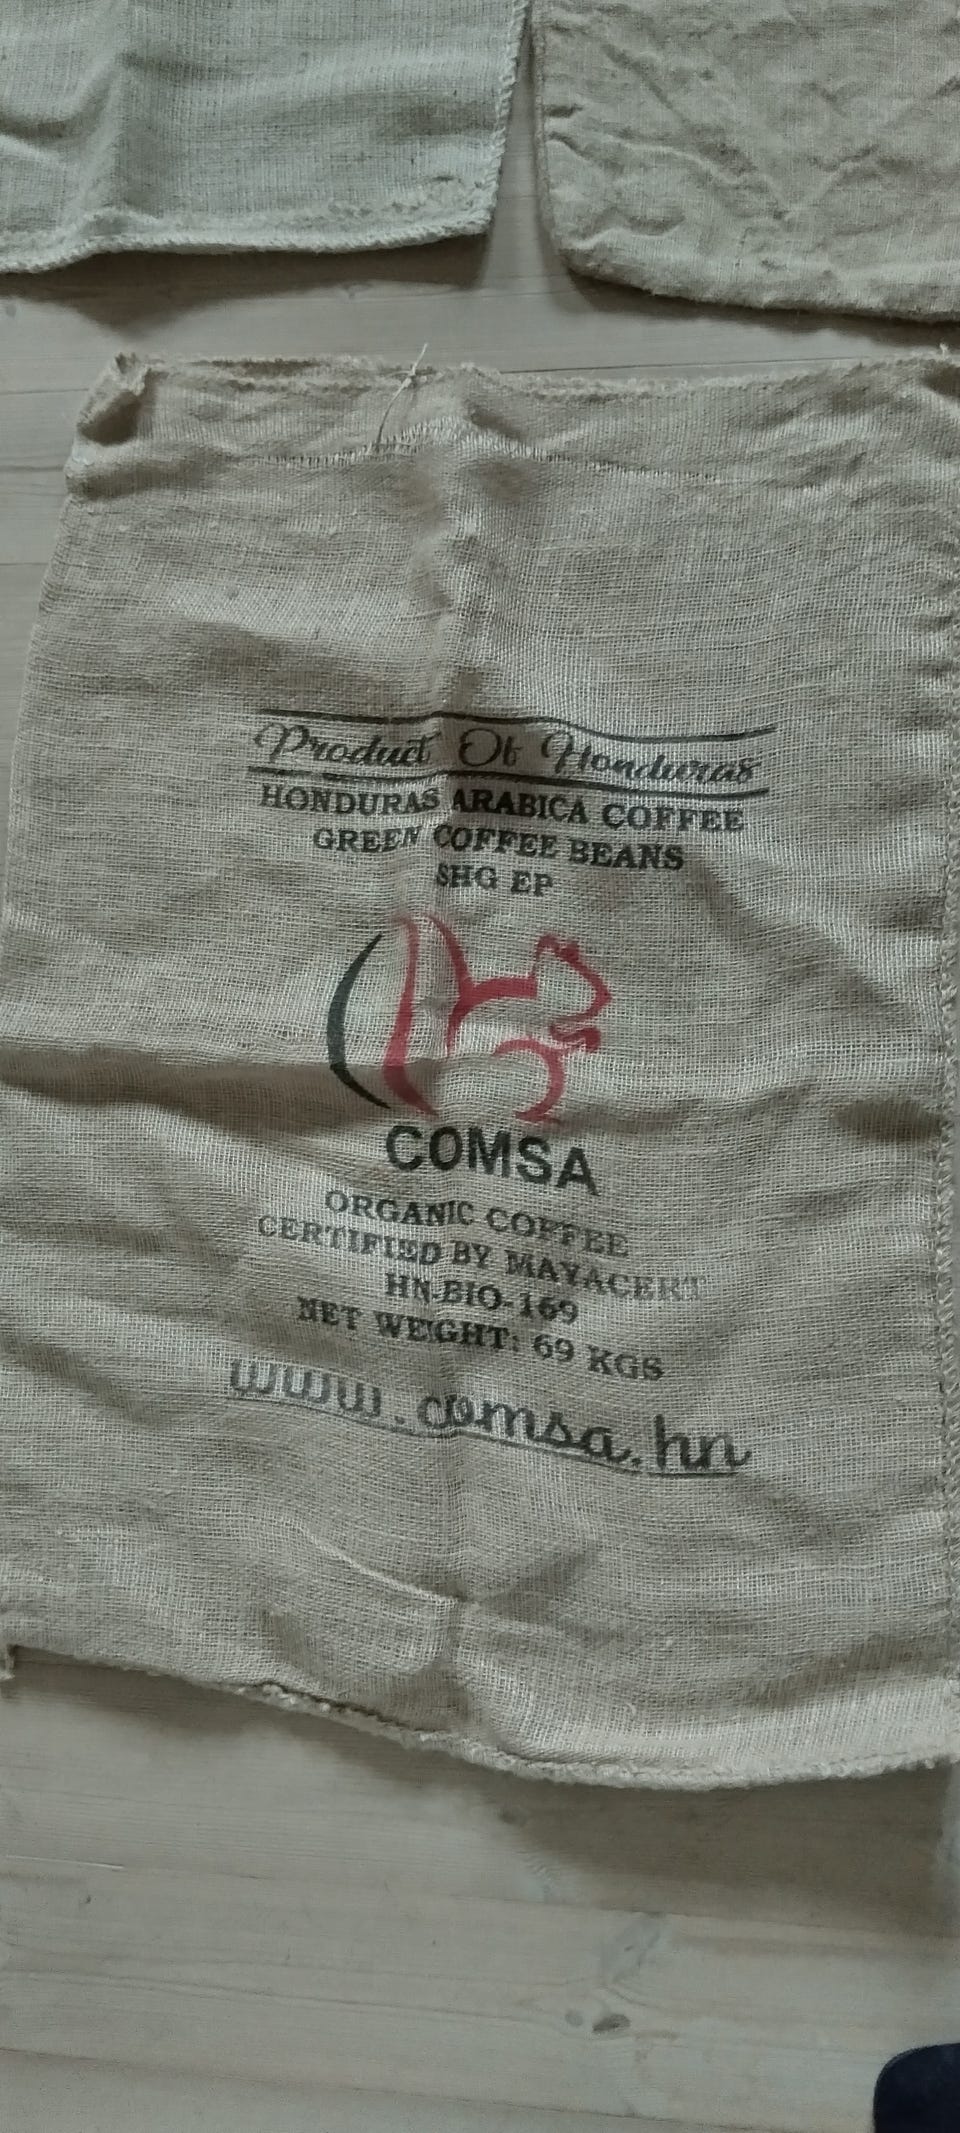 Product Of Honduras
HONDURAS ARABICA COFFEE
GREEN COFFEE BEANS
SHG EP
COMSA
ORGANIC COFFEE
CERTIFIED BY MAYACERT
HN-BIO-169
NET WEIGHT: 69 KGS
www.comsa.hn